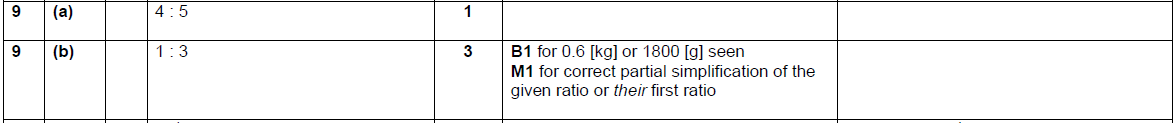 9 (a) 4 : 5 1
9 (b) 1 : 3 3 B1 for 0.6 [kg] or 1800 [g] seen
M1 for correct partial simplification of the
given ratio or their first ratio